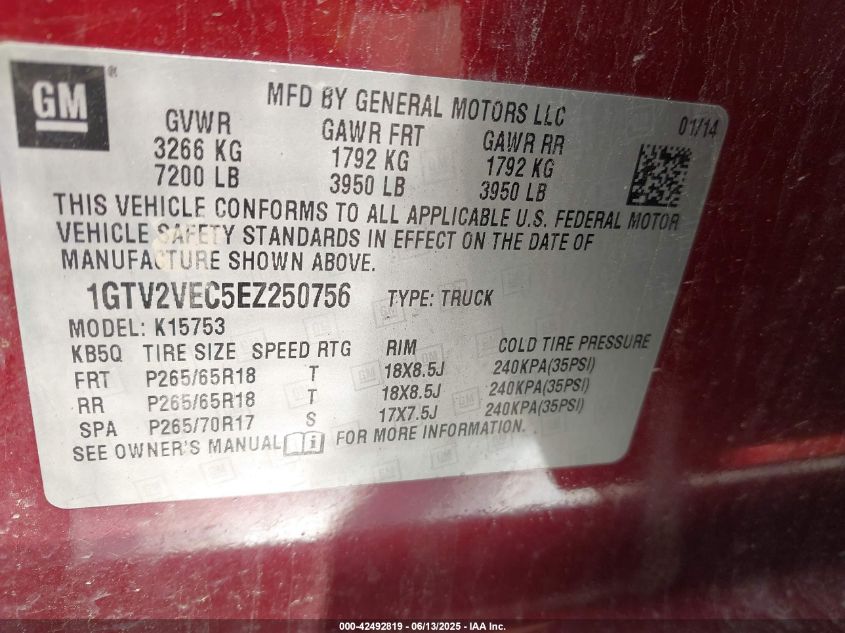 GM®
MFD BY GENERAL MOTORS LLC
01/14
GVWR GAWR FRT GAWR RR
3266 KG 1792 KG 1792 KG
7200 LB 3950 LB 3950 LB
THIS VEHICLE CONFORMS TO ALL APPLICABLE U.S. FEDERAL MOTOR
VEHICLE SAFETY STANDARDS IN EFFECT ON THE DATE OF
MANUFACTURE SHOWN ABOVE.
1GTV2VEC5EZ250756 TYPE: TRUCK
MODEL: K15753
KB5Q TIRE SIZE SPEED RTG RIM COLD TIRE PRESSURE
FRT P265/65R18 T 18X8.5J 240KPA(35PSI)
RR P265/65R18 T 18X8.5J 240KPA(35PSI)
SPA P265/70R17 S 17X7.5J 240KPA(35PSI)
SEE OWNER'S MANUAL i FOR MORE INFORMATION.
000-42492819 - 06/13/2025 - IAA Inc.